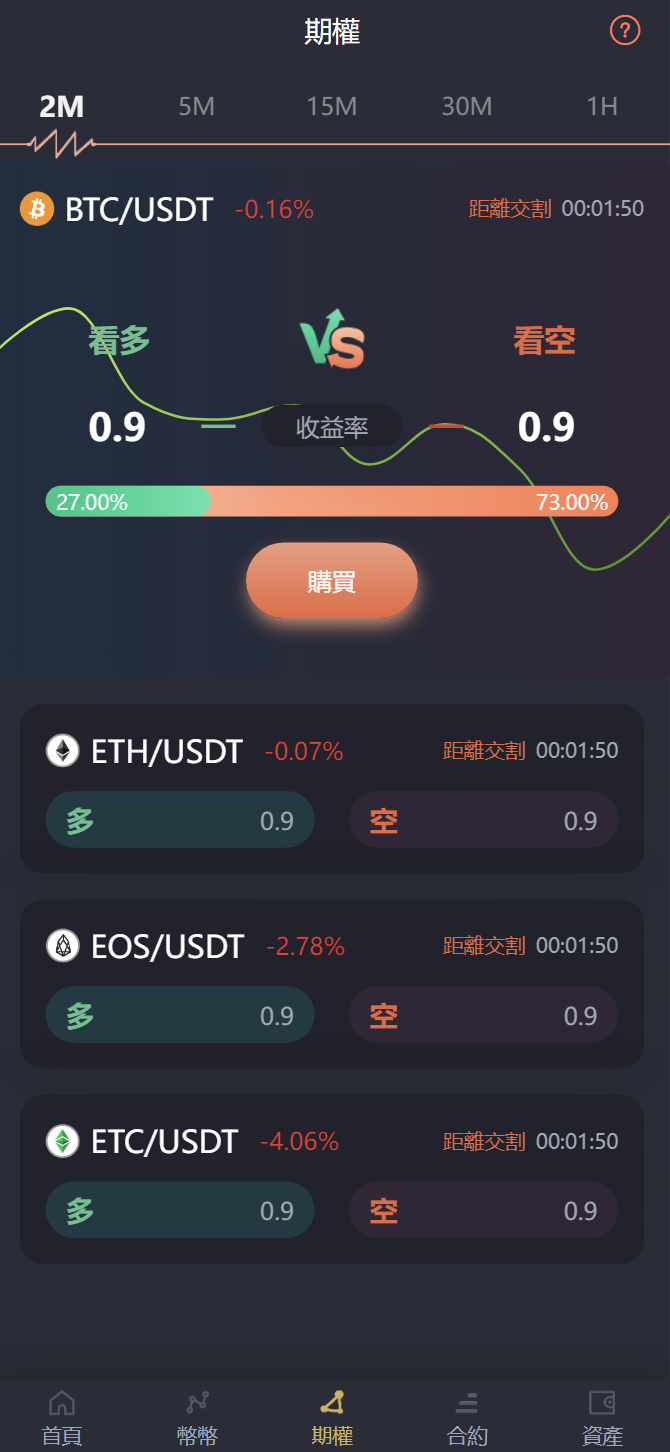 期權
?
2M 5M 15M 30M 1H
BTC/USDT -0.16% 距離交割 00:01:50
看多 VS 看空
0.9 收益率 0.9
27.00% 73.00%
購買
ETH/USDT -0.07% 距離交割 00:01:50
多 0.9 空 0.9
EOS/USDT -2.78% 距離交割 00:01:50
多 0.9 空 0.9
ETC/USDT -4.06% 距離交割 00:01:50
多 0.9 空 0.9
首頁 幣幣 期權 合約 資產